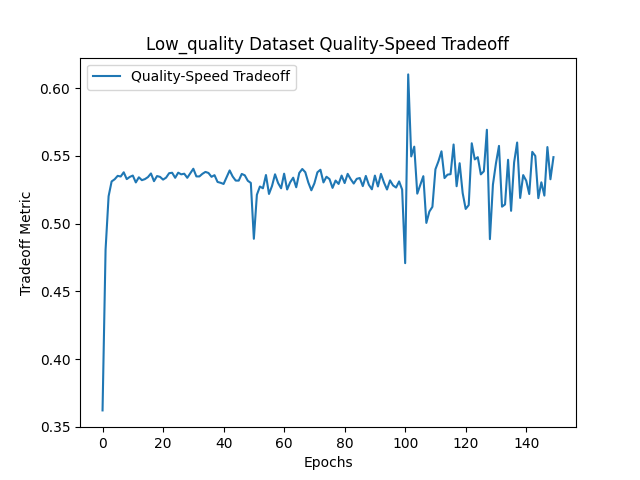 Low_quality Dataset Quality-Speed Tradeoff
Quality-Speed Tradeoff
0.60
0.55
0.50
0.45
0.40
0.35
Tradeoff Metric
0 20 40 60 80 100 120 140
Epochs